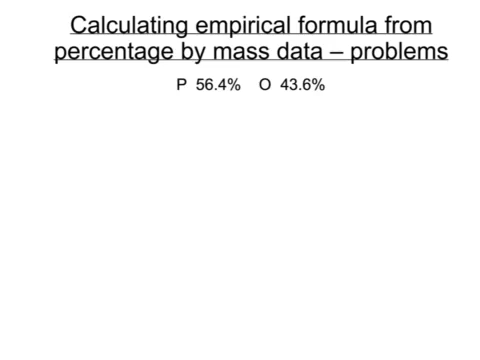 Calculating empirical formula from
percentage by mass data – problems
P 56.4% O 43.6%